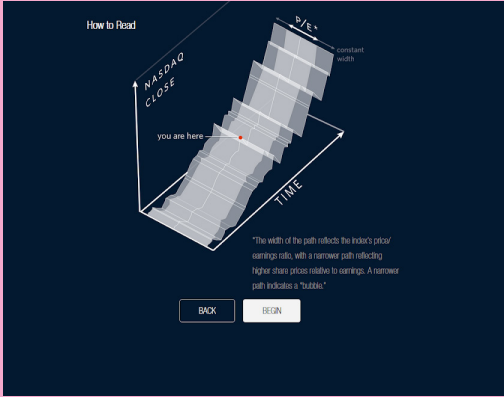 How to Read
P/E*
constant
width
NASDAQ
CLOSE
you are here
TIME
*The width of the path reflects the index's price/
earnings ratio, with a narrower path reflecting
higher share prices relative to earnings. A narrower
path indicates a "bubble."
BACK
BEGIN